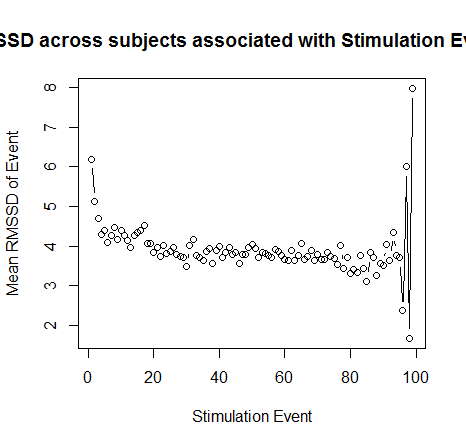 SSD across subjects associated with Stimulation Ev
Mean RMSSD of Event
8
7
6
5
4
3
2
0 20 40 60 80 100
Stimulation Event